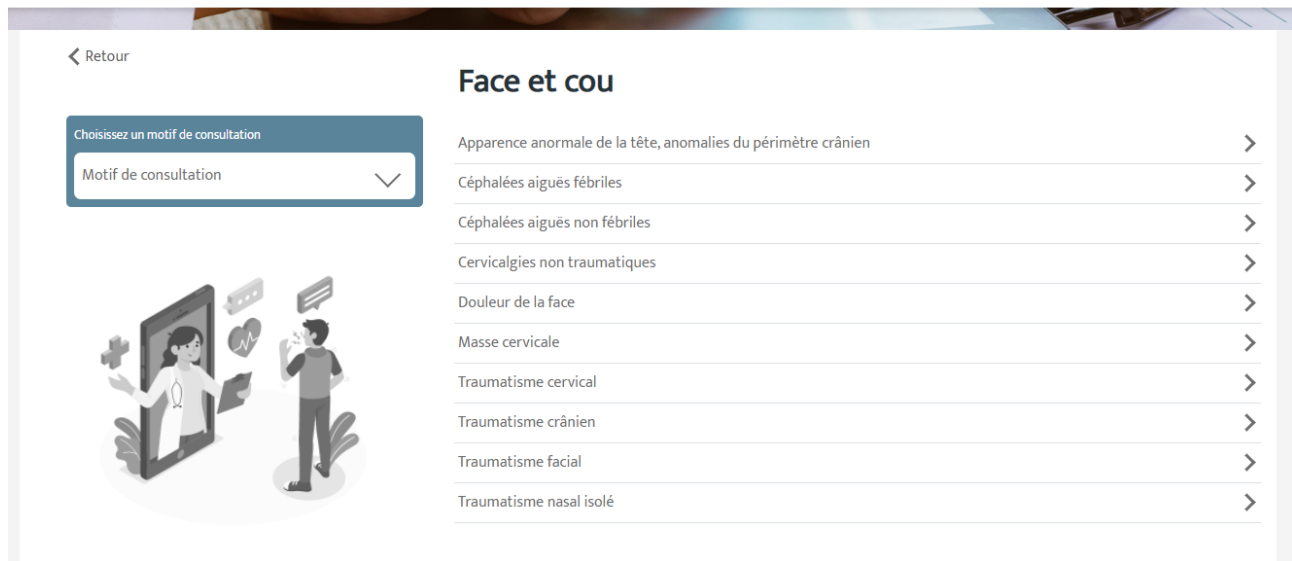 Retour
Face et cou
Choisissez un motif de consultation
Motif de consultation
Apparence anormale de la tête, anomalies du périmètre crânien
Céphalées aiguës fébriles
Céphalées aiguës non fébriles
Cervicalgies non traumatiques
Douleur de la face
Masse cervicale
Traumatisme cervical
Traumatisme crânien
Traumatisme facial
Traumatisme nasal isolé